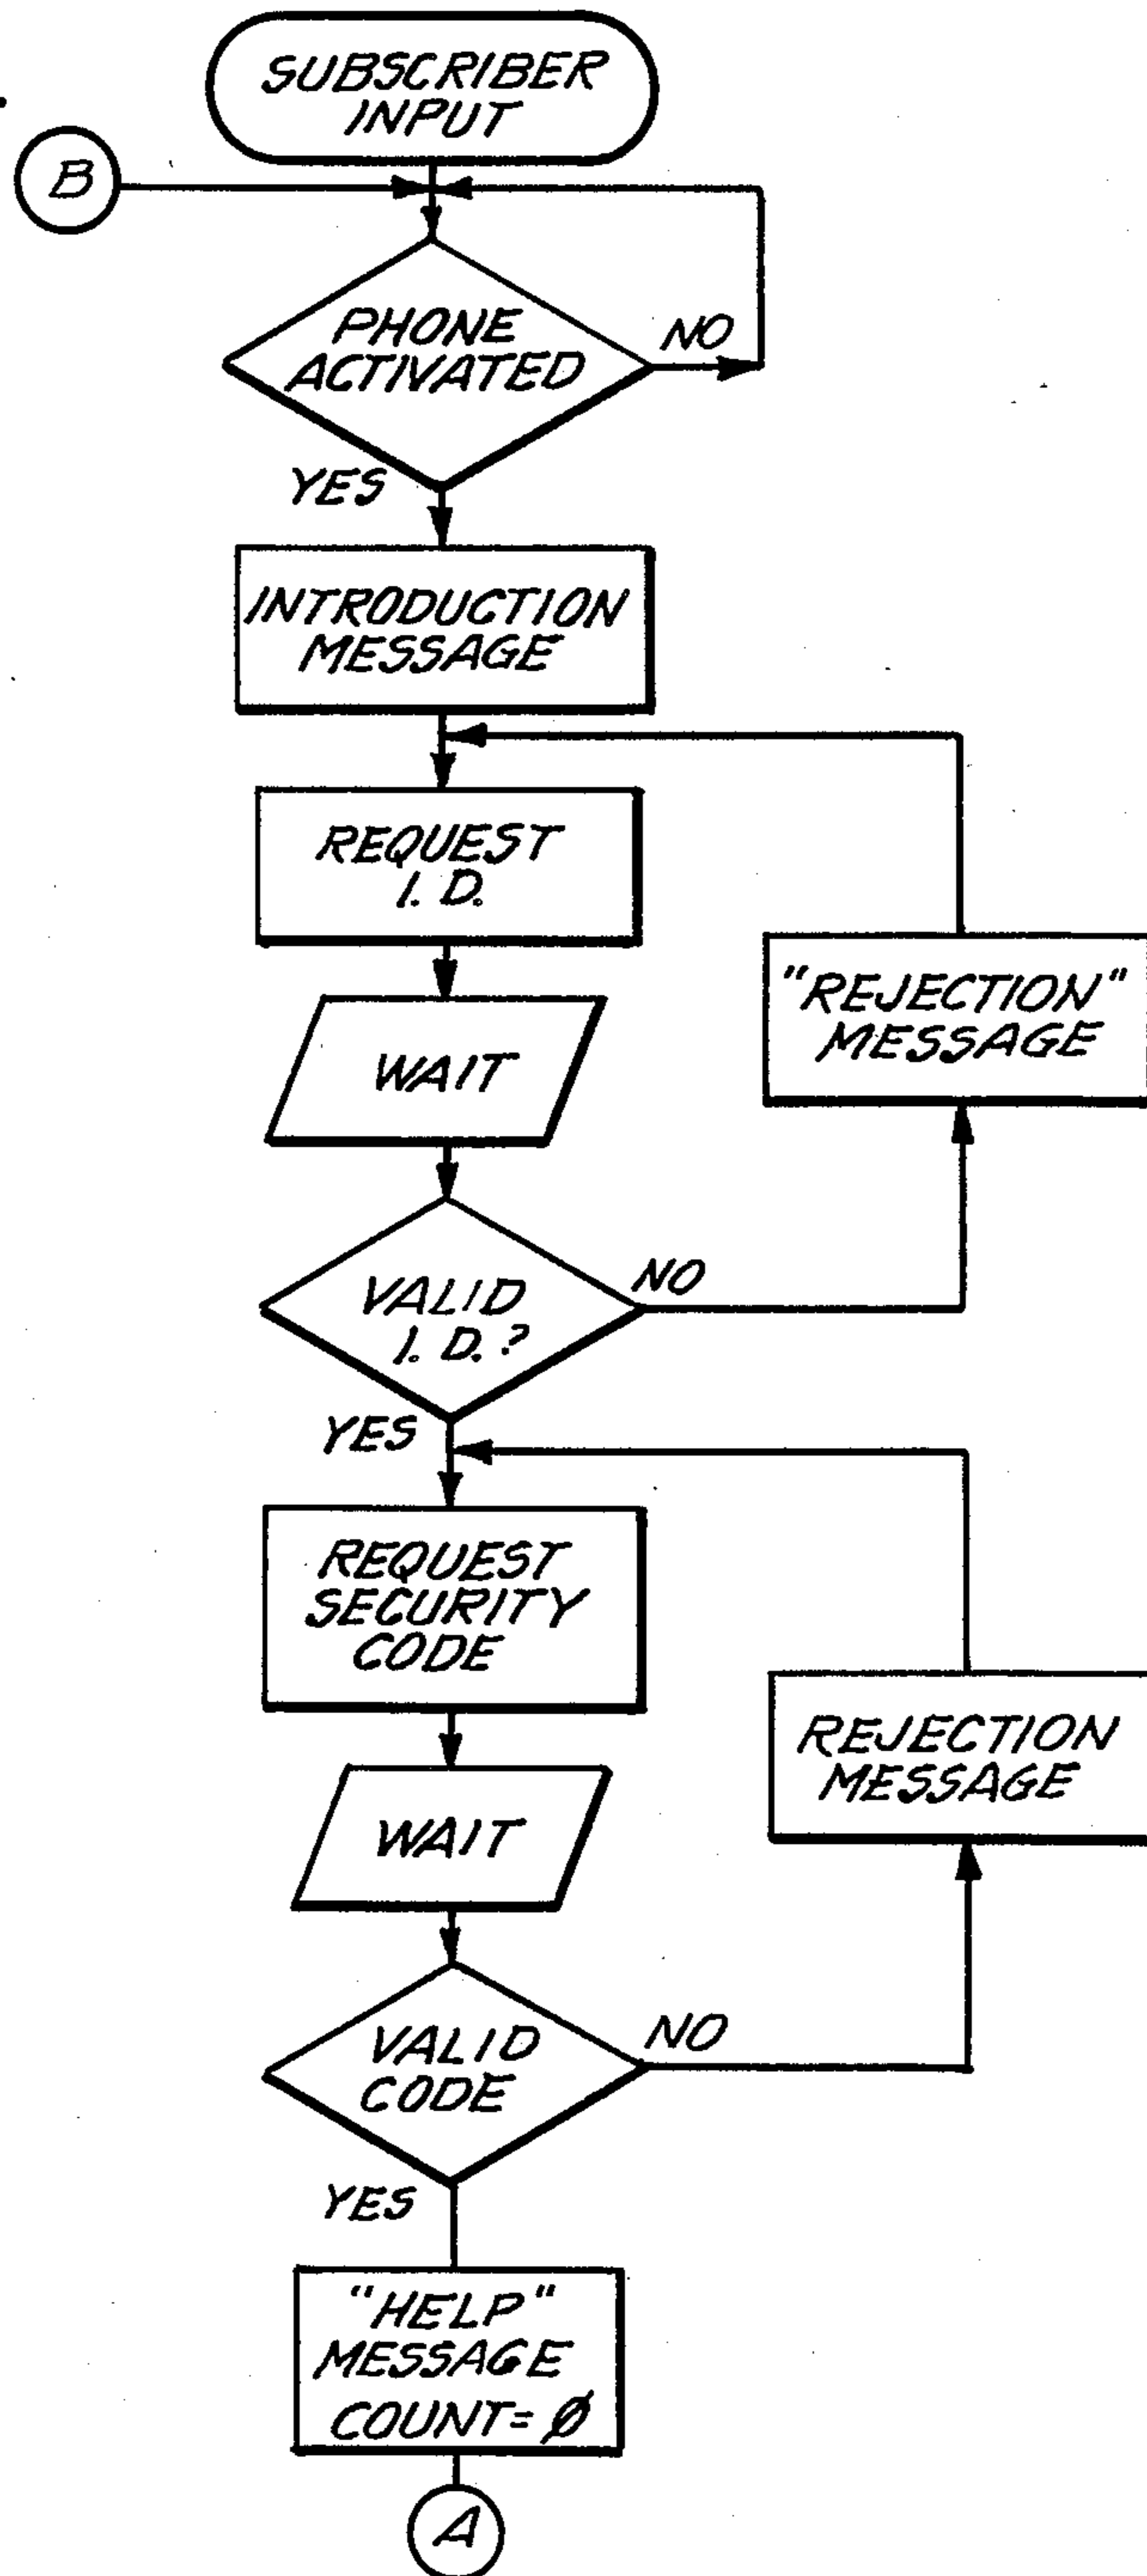 SUBSCRIBER
INPUT
B
PHONE
ACTIVATED
NO
YES
INTRODUCTION
MESSAGE
REQUEST
I. D.
"REJECTION"
MESSAGE
WAIT
VALID
I. D. ?
NO
YES
REQUEST
SECURITY
CODE
REJECTION
MESSAGE
WAIT
VALID
CODE
NO
YES
"HELP"
MESSAGE
COUNT=Ø
A